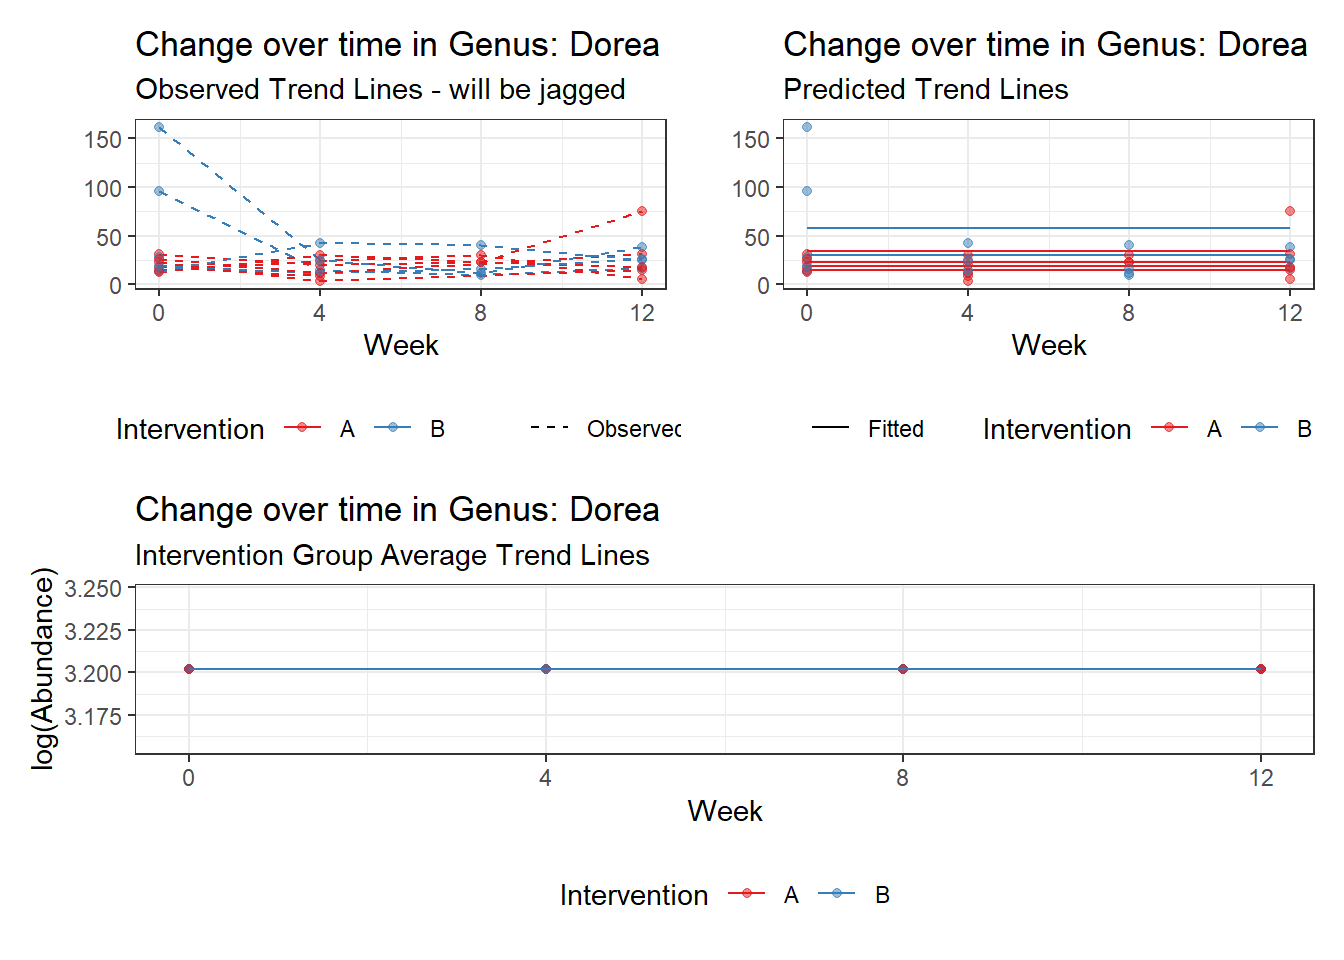 Change over time in Genus: Dorea
Observed Trend Lines - will be jagged
150
100
50
0
0 4 8 12
Week
Intervention A B Observed
Change over time in Genus: Dorea
Predicted Trend Lines
150
100
50
0
0 4 8 12
Week
Fitted Intervention A B
Change over time in Genus: Dorea
Intervention Group Average Trend Lines
log(Abundance)
3.250
3.225
3.200
3.175
0 4 8 12
Week
Intervention A B